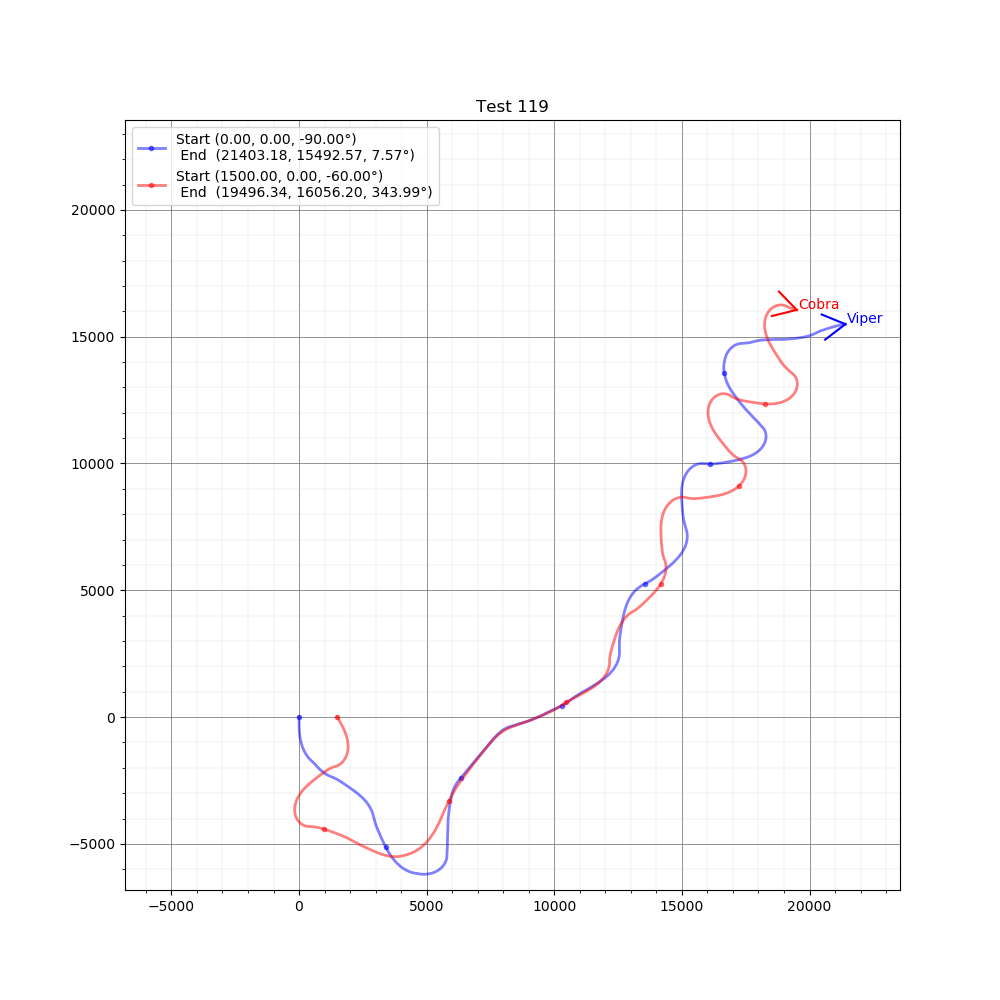 Test 119
Start (0.00, 0.00, -90.00°)
End  (21403.18, 15492.57, 7.57°)
Start (1500.00, 0.00, -60.00°)
End  (19496.34, 16056.20, 343.99°)
Cobra
Viper
20000
15000
10000
5000
0
−5000
−5000
0
5000
10000
15000
20000